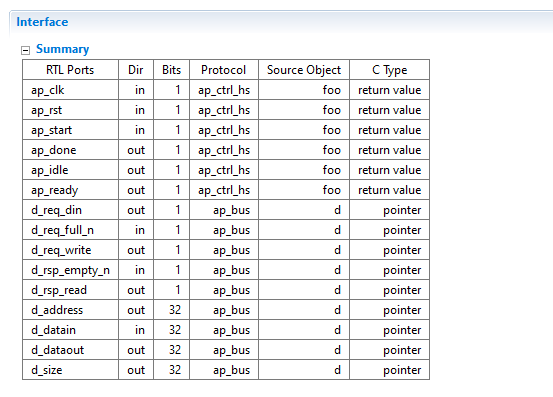 Interface
Summary
RTL Ports Dir Bits Protocol Source Object C Type
ap_clk in 1 ap_ctrl_hs foo return value
ap_rst in 1 ap_ctrl_hs foo return value
ap_start in 1 ap_ctrl_hs foo return value
ap_done out 1 ap_ctrl_hs foo return value
ap_idle out 1 ap_ctrl_hs foo return value
ap_ready out 1 ap_ctrl_hs foo return value
d_req_din out 1 ap_bus d pointer
d_req_full_n in 1 ap_bus d pointer
d_req_write out 1 ap_bus d pointer
d_rsp_empty_n in 1 ap_bus d pointer
d_rsp_read out 1 ap_bus d pointer
d_address out 32 ap_bus d pointer
d_datain in 32 ap_bus d pointer
d_dataout out 32 ap_bus d pointer
d_size out 32 ap_bus d pointer